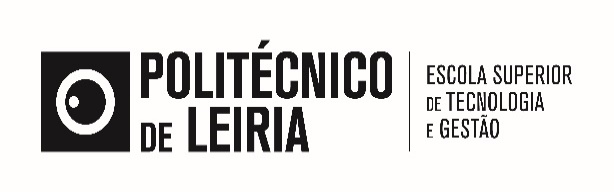 POLITÉCNICO
DE LEIRIA
ESCOLA SUPERIOR
DE TECNOLOGIA
E GESTÃO